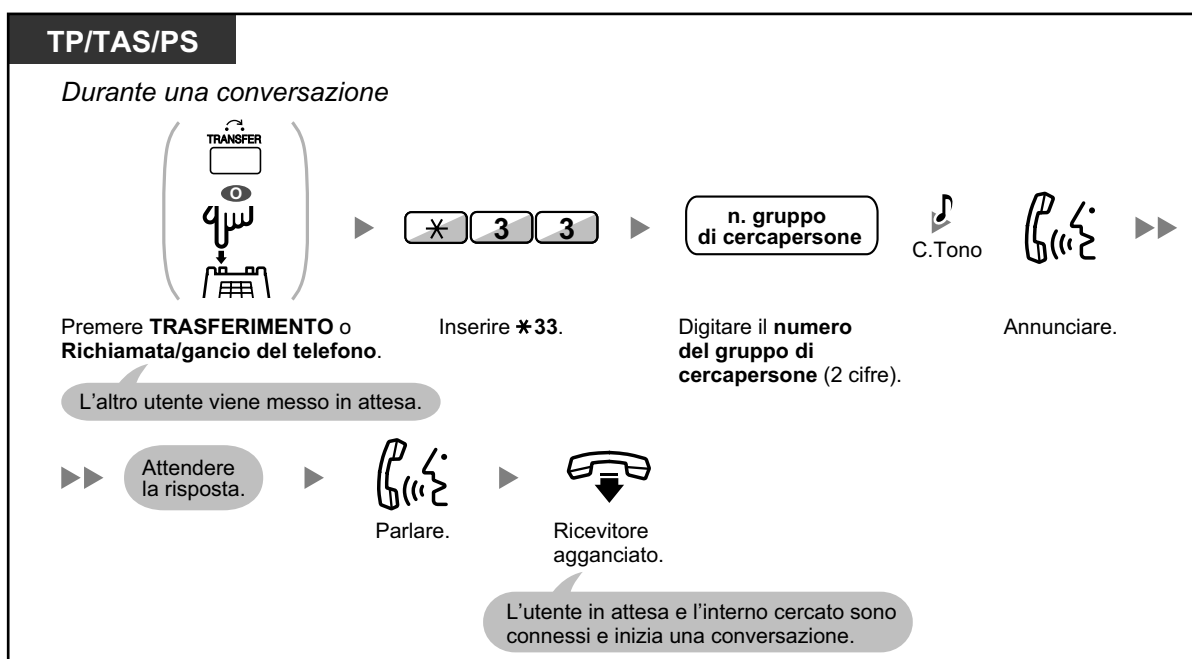 TP/TAS/PS
Durante una conversazione
TRANSFER
O
✳ 3 3
n. gruppo
di cercapersone
C.Tono
Premere TRASFERIMENTO o
Richiamata/gancio del telefono.
Inserire ✳33.
Digitare il numero
del gruppo di
cercapersone (2 cifre).
Annunciare.
L'altro utente viene messo in attesa.
Attendere
la risposta.
Parlare.
Ricevitore
agganciato.
L'utente in attesa e l'interno cercato sono
connessi e inizia una conversazione.